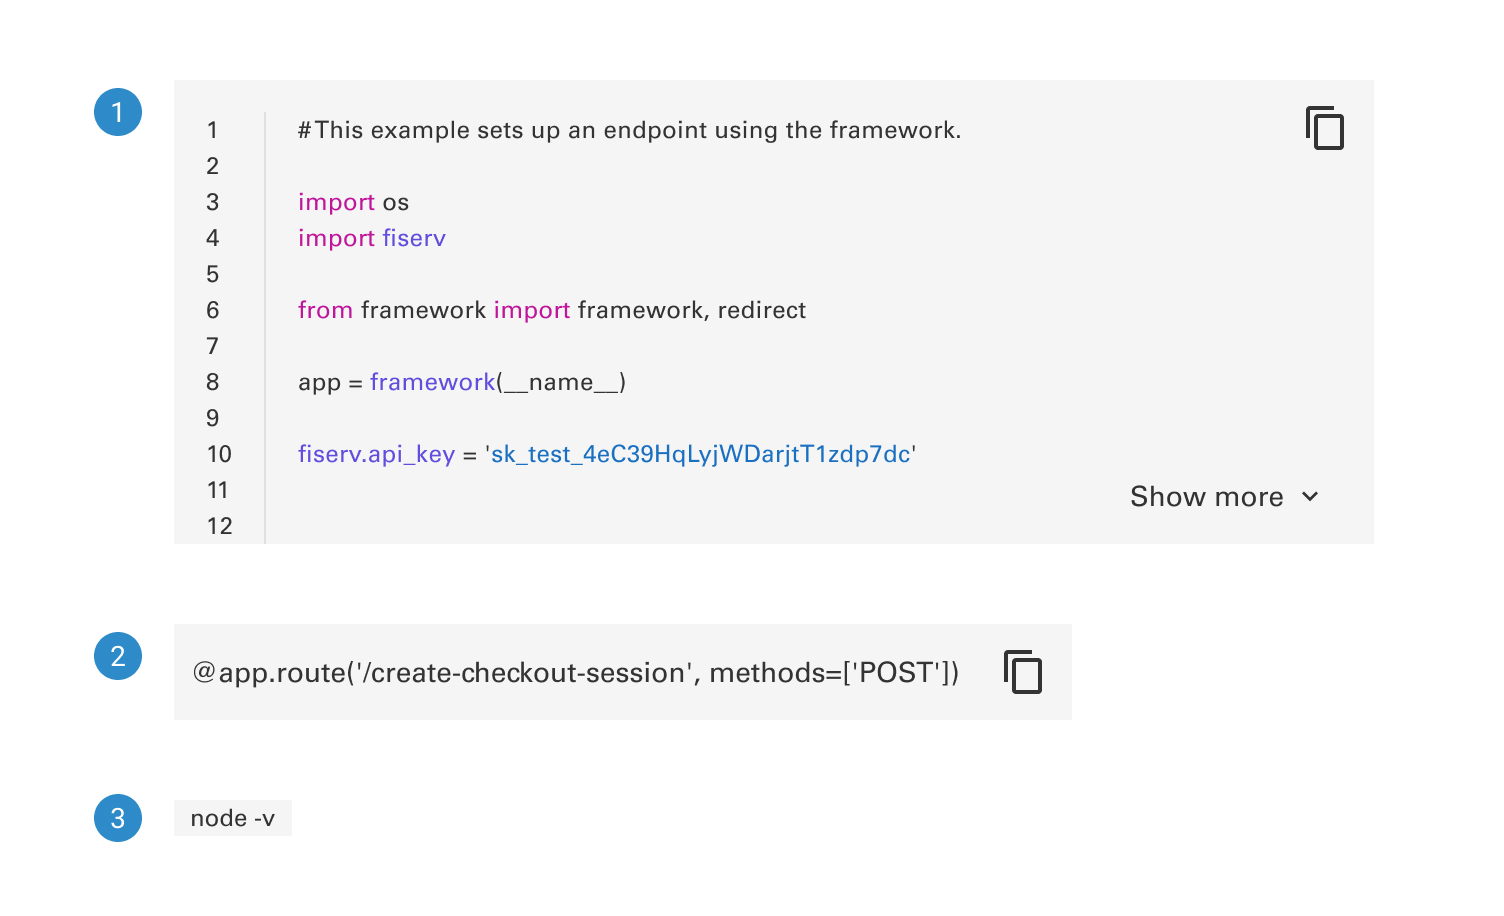 1
1 #This example sets up an endpoint using the framework.
2
3 import os
4 import fiserv
5
6 from framework import framework, redirect
7
8 app = framework(__name__)
9
10 fiserv.api_key = 'sk_test_4eC39HqLyjWDarjtT1zdp7dc'
11
Show more
12
2
@app.route('/create-checkout-session', methods=['POST'])
3
node -v